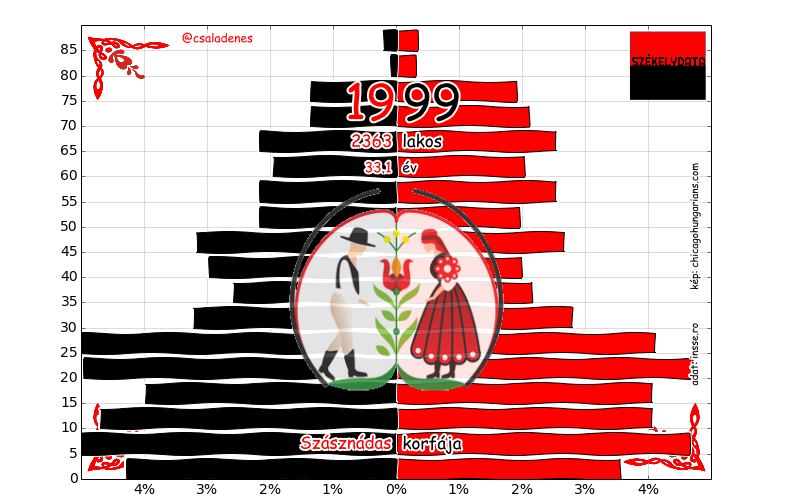 @csaladenes
SZÉKELYDATA
1999
2363 lakos
33,1 év
kép: chicagohungarians.com
adat: insse.ro
Szásznádas korfája
85
80
75
70
65
60
55
50
45
40
35
30
25
20
15
10
5
0
4% 3% 2% 1% 0% 1% 2% 3% 4%